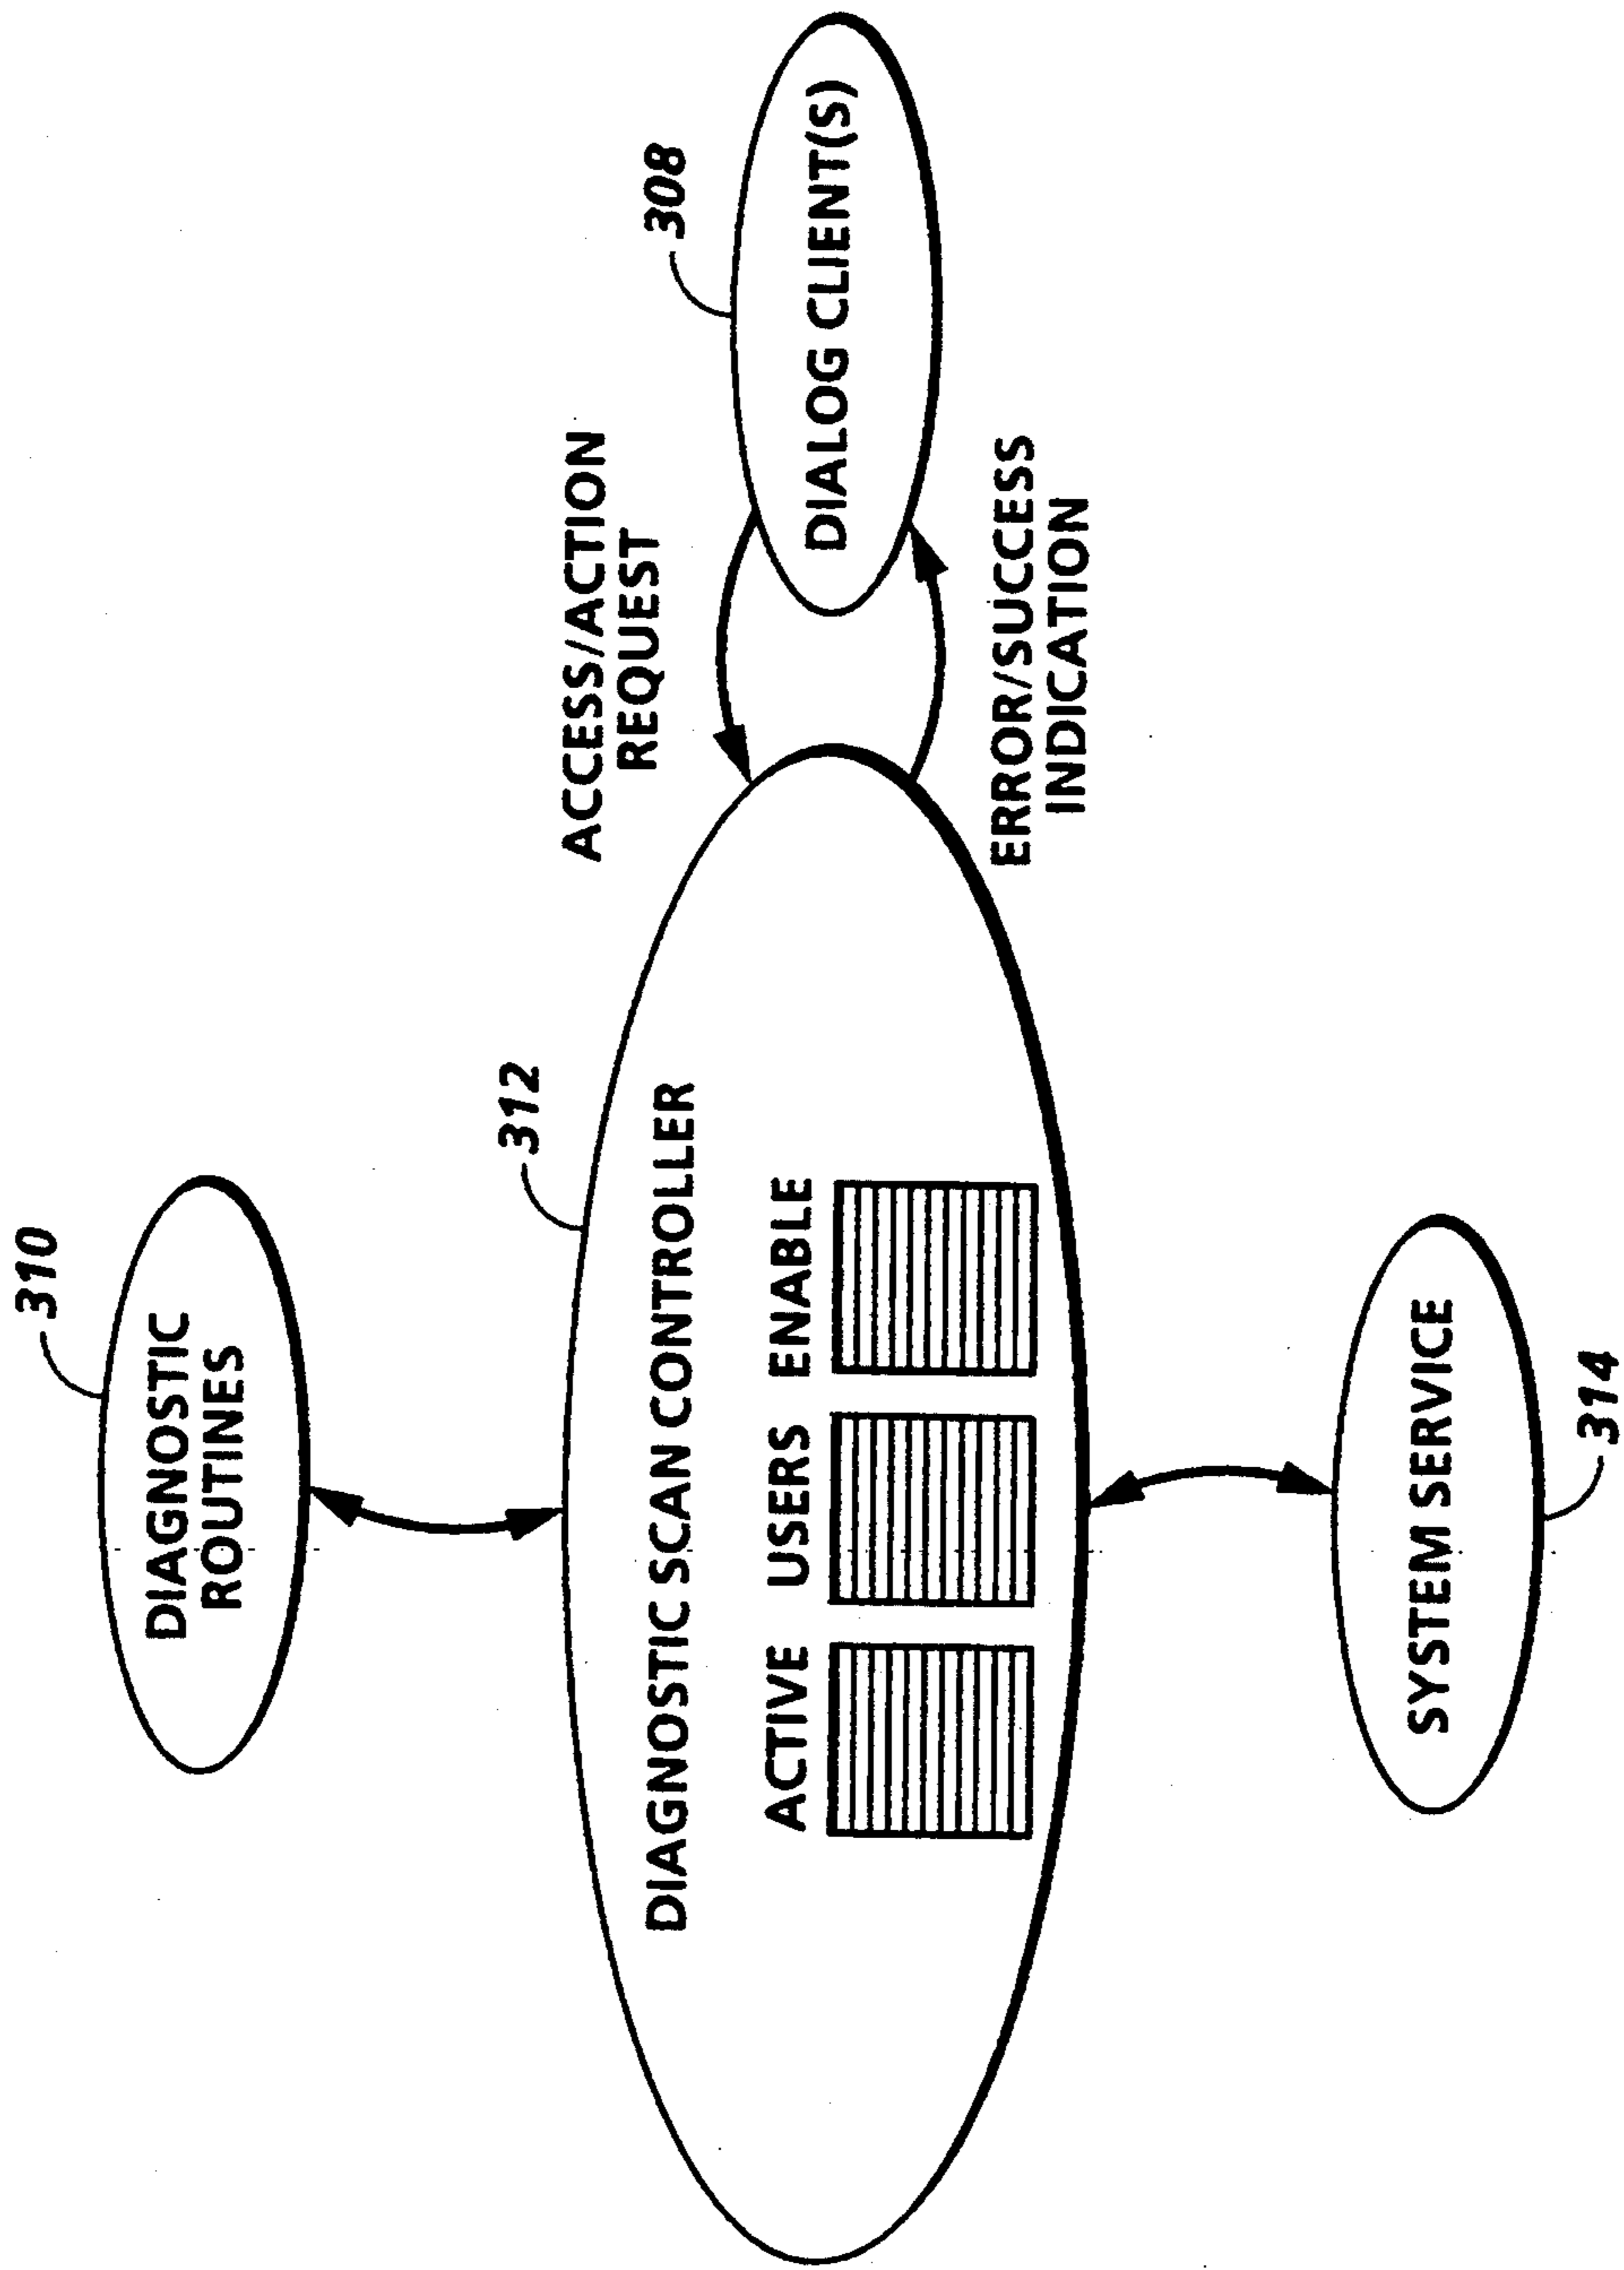 310
DIAGNOSTIC
ROUTINES
312
DIAGNOSTIC SCAN CONTROLLER
ACTIVE USERS ENABLE
ACCESS/ACTION
REQUEST
308
DIALOG CLIENT(S)
ERROR/SUCCESS
INDICATION
SYSTEM SERVICE
314